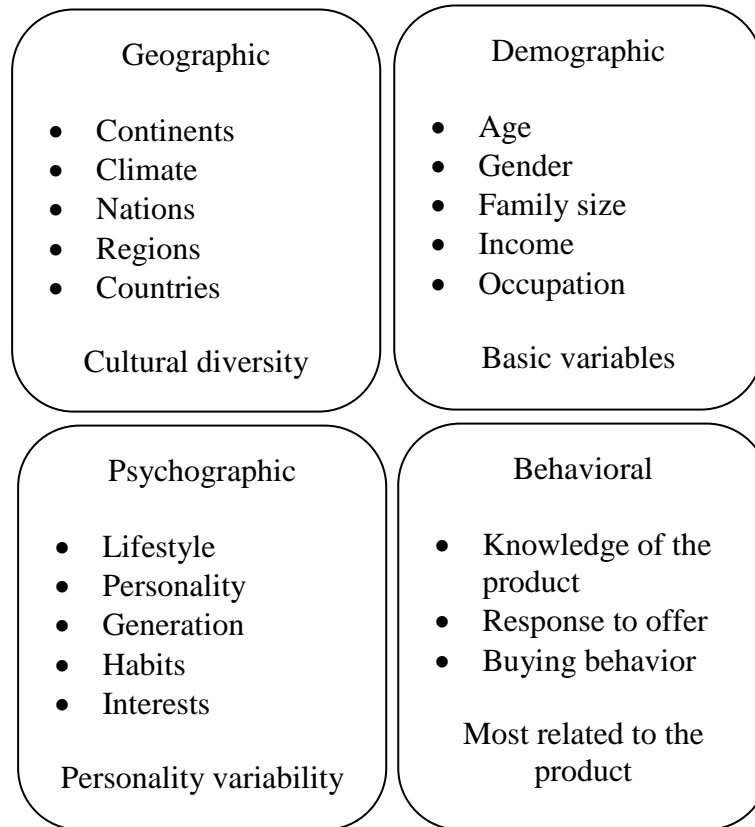 Geographic
• Continents
• Climate
• Nations
• Regions
• Countries
Cultural diversity
Demographic
• Age
• Gender
• Family size
• Income
• Occupation
Basic variables
Psychographic
• Lifestyle
• Personality
• Generation
• Habits
• Interests
Personality variability
Behavioral
• Knowledge of the
product
• Response to offer
• Buying behavior
Most related to the
product